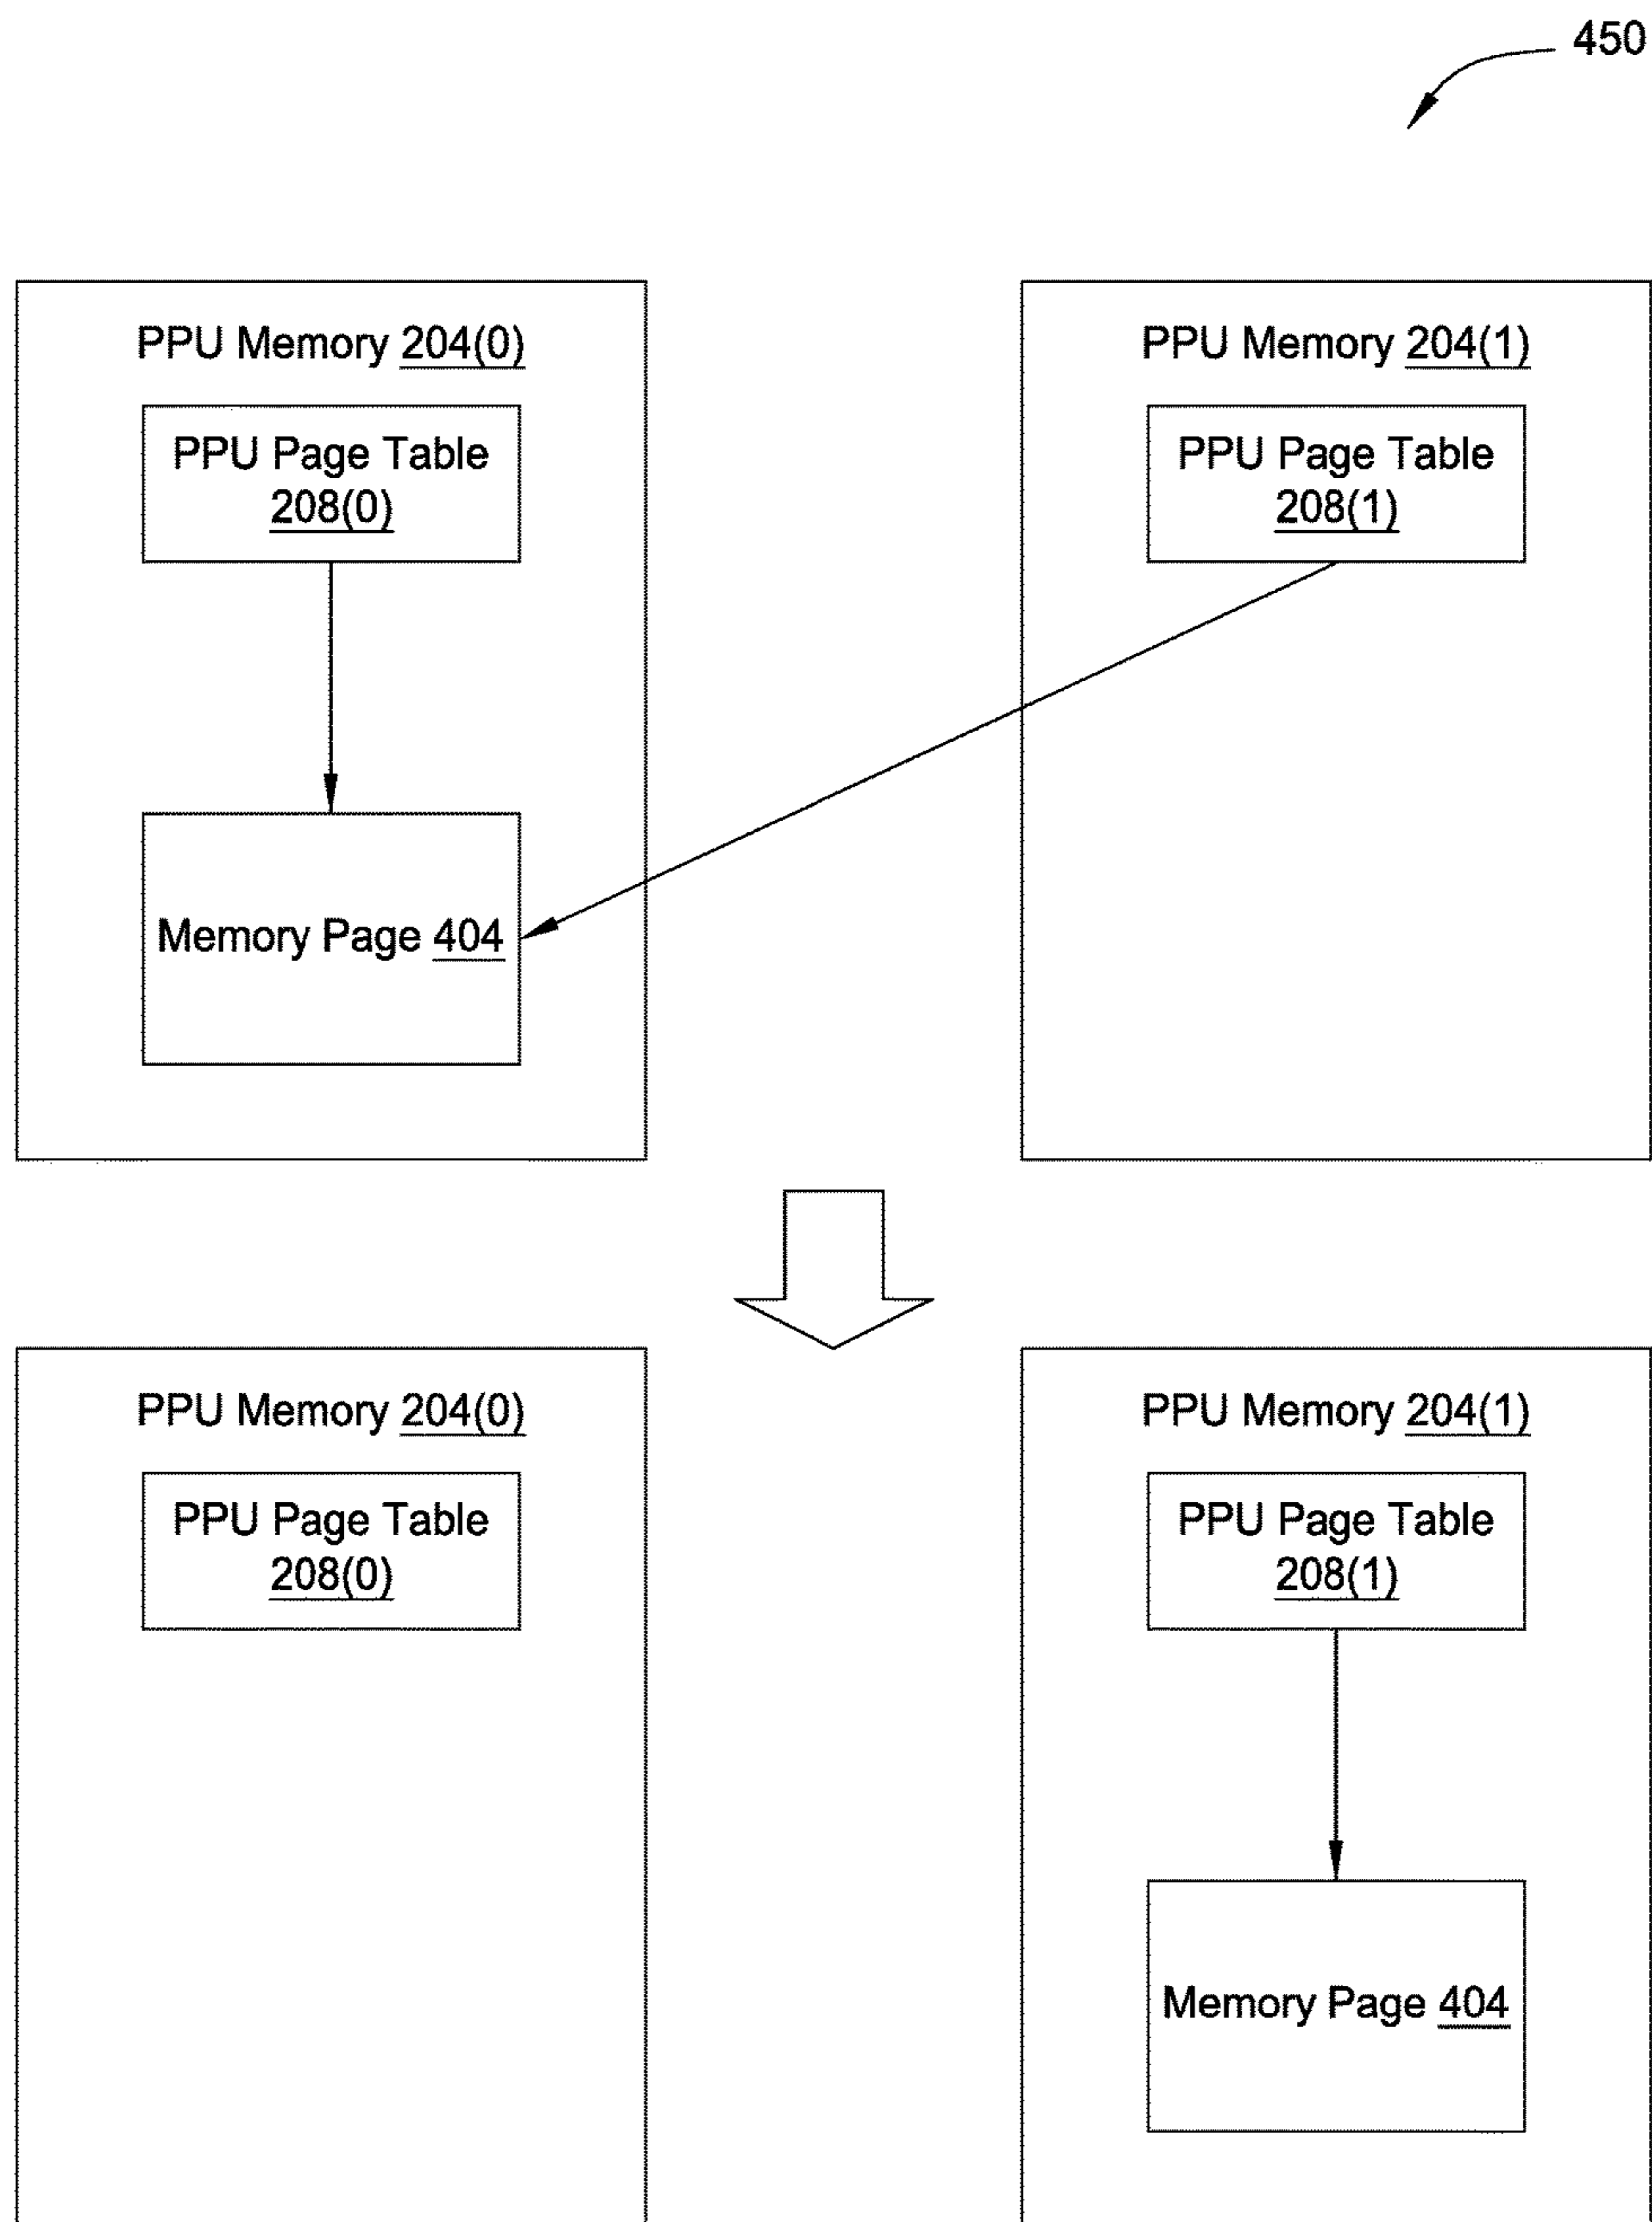 450
PPU Memory 204(0)
PPU Memory 204(1)
PPU Page Table
208(0)
PPU Page Table
208(1)
Memory Page 404
PPU Memory 204(0)
PPU Memory 204(1)
PPU Page Table
208(0)
PPU Page Table
208(1)
Memory Page 404